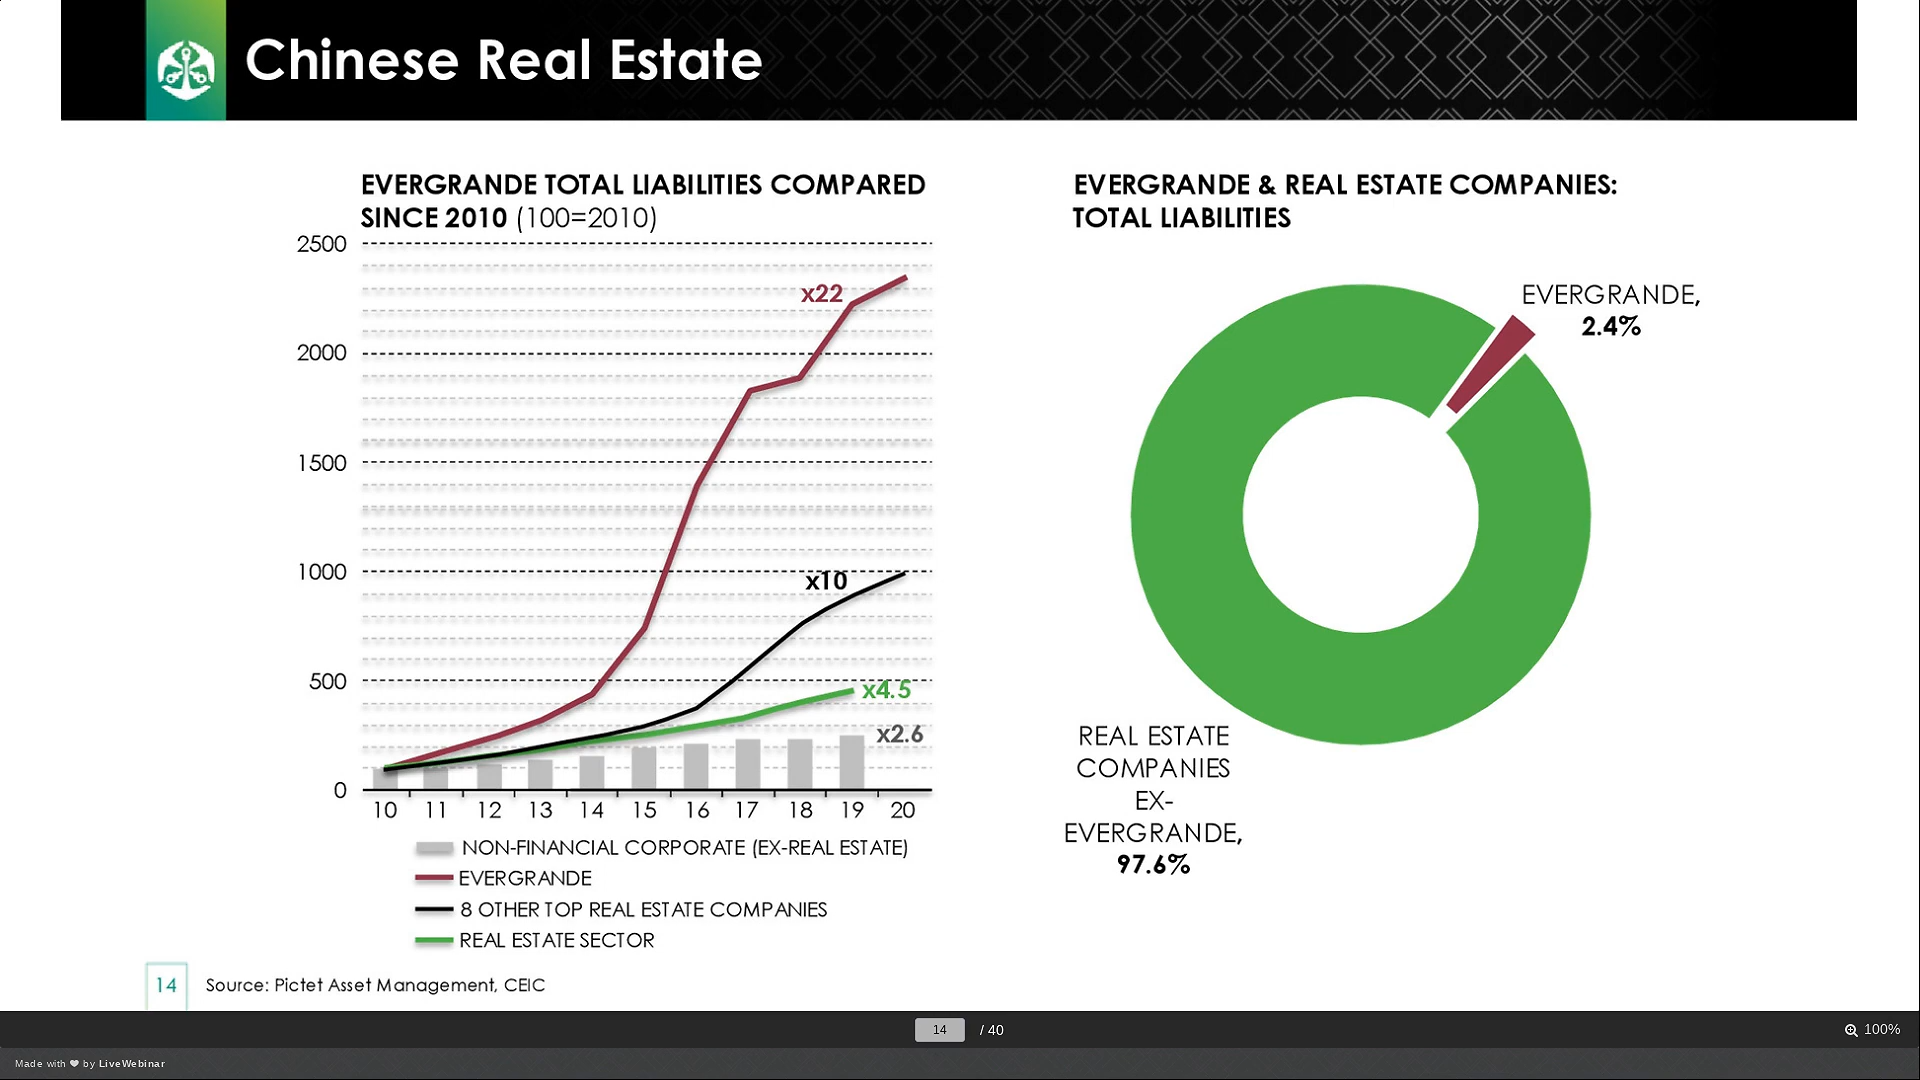 Chinese Real Estate
EVERGRANDE TOTAL LIABILITIES COMPARED
SINCE 2010 (100=2010)
2500
2000
1500
1000
500
0
x22
x10
x4.5
x2.6
10 11 12 13 14 15 16 17 18 19 20
NON-FINANCIAL CORPORATE (EX-REAL ESTATE)
EVERGRANDE
8 OTHER TOP REAL ESTATE COMPANIES
REAL ESTATE SECTOR
EVERGRANDE & REAL ESTATE COMPANIES:
TOTAL LIABILITIES
EVERGRANDE,
2.4%
REAL ESTATE
COMPANIES
EX-
EVERGRANDE,
97.6%
14 Source: Pictet Asset Management, CEIC
14 / 40
100%
Made with ❤ by LiveWebinar